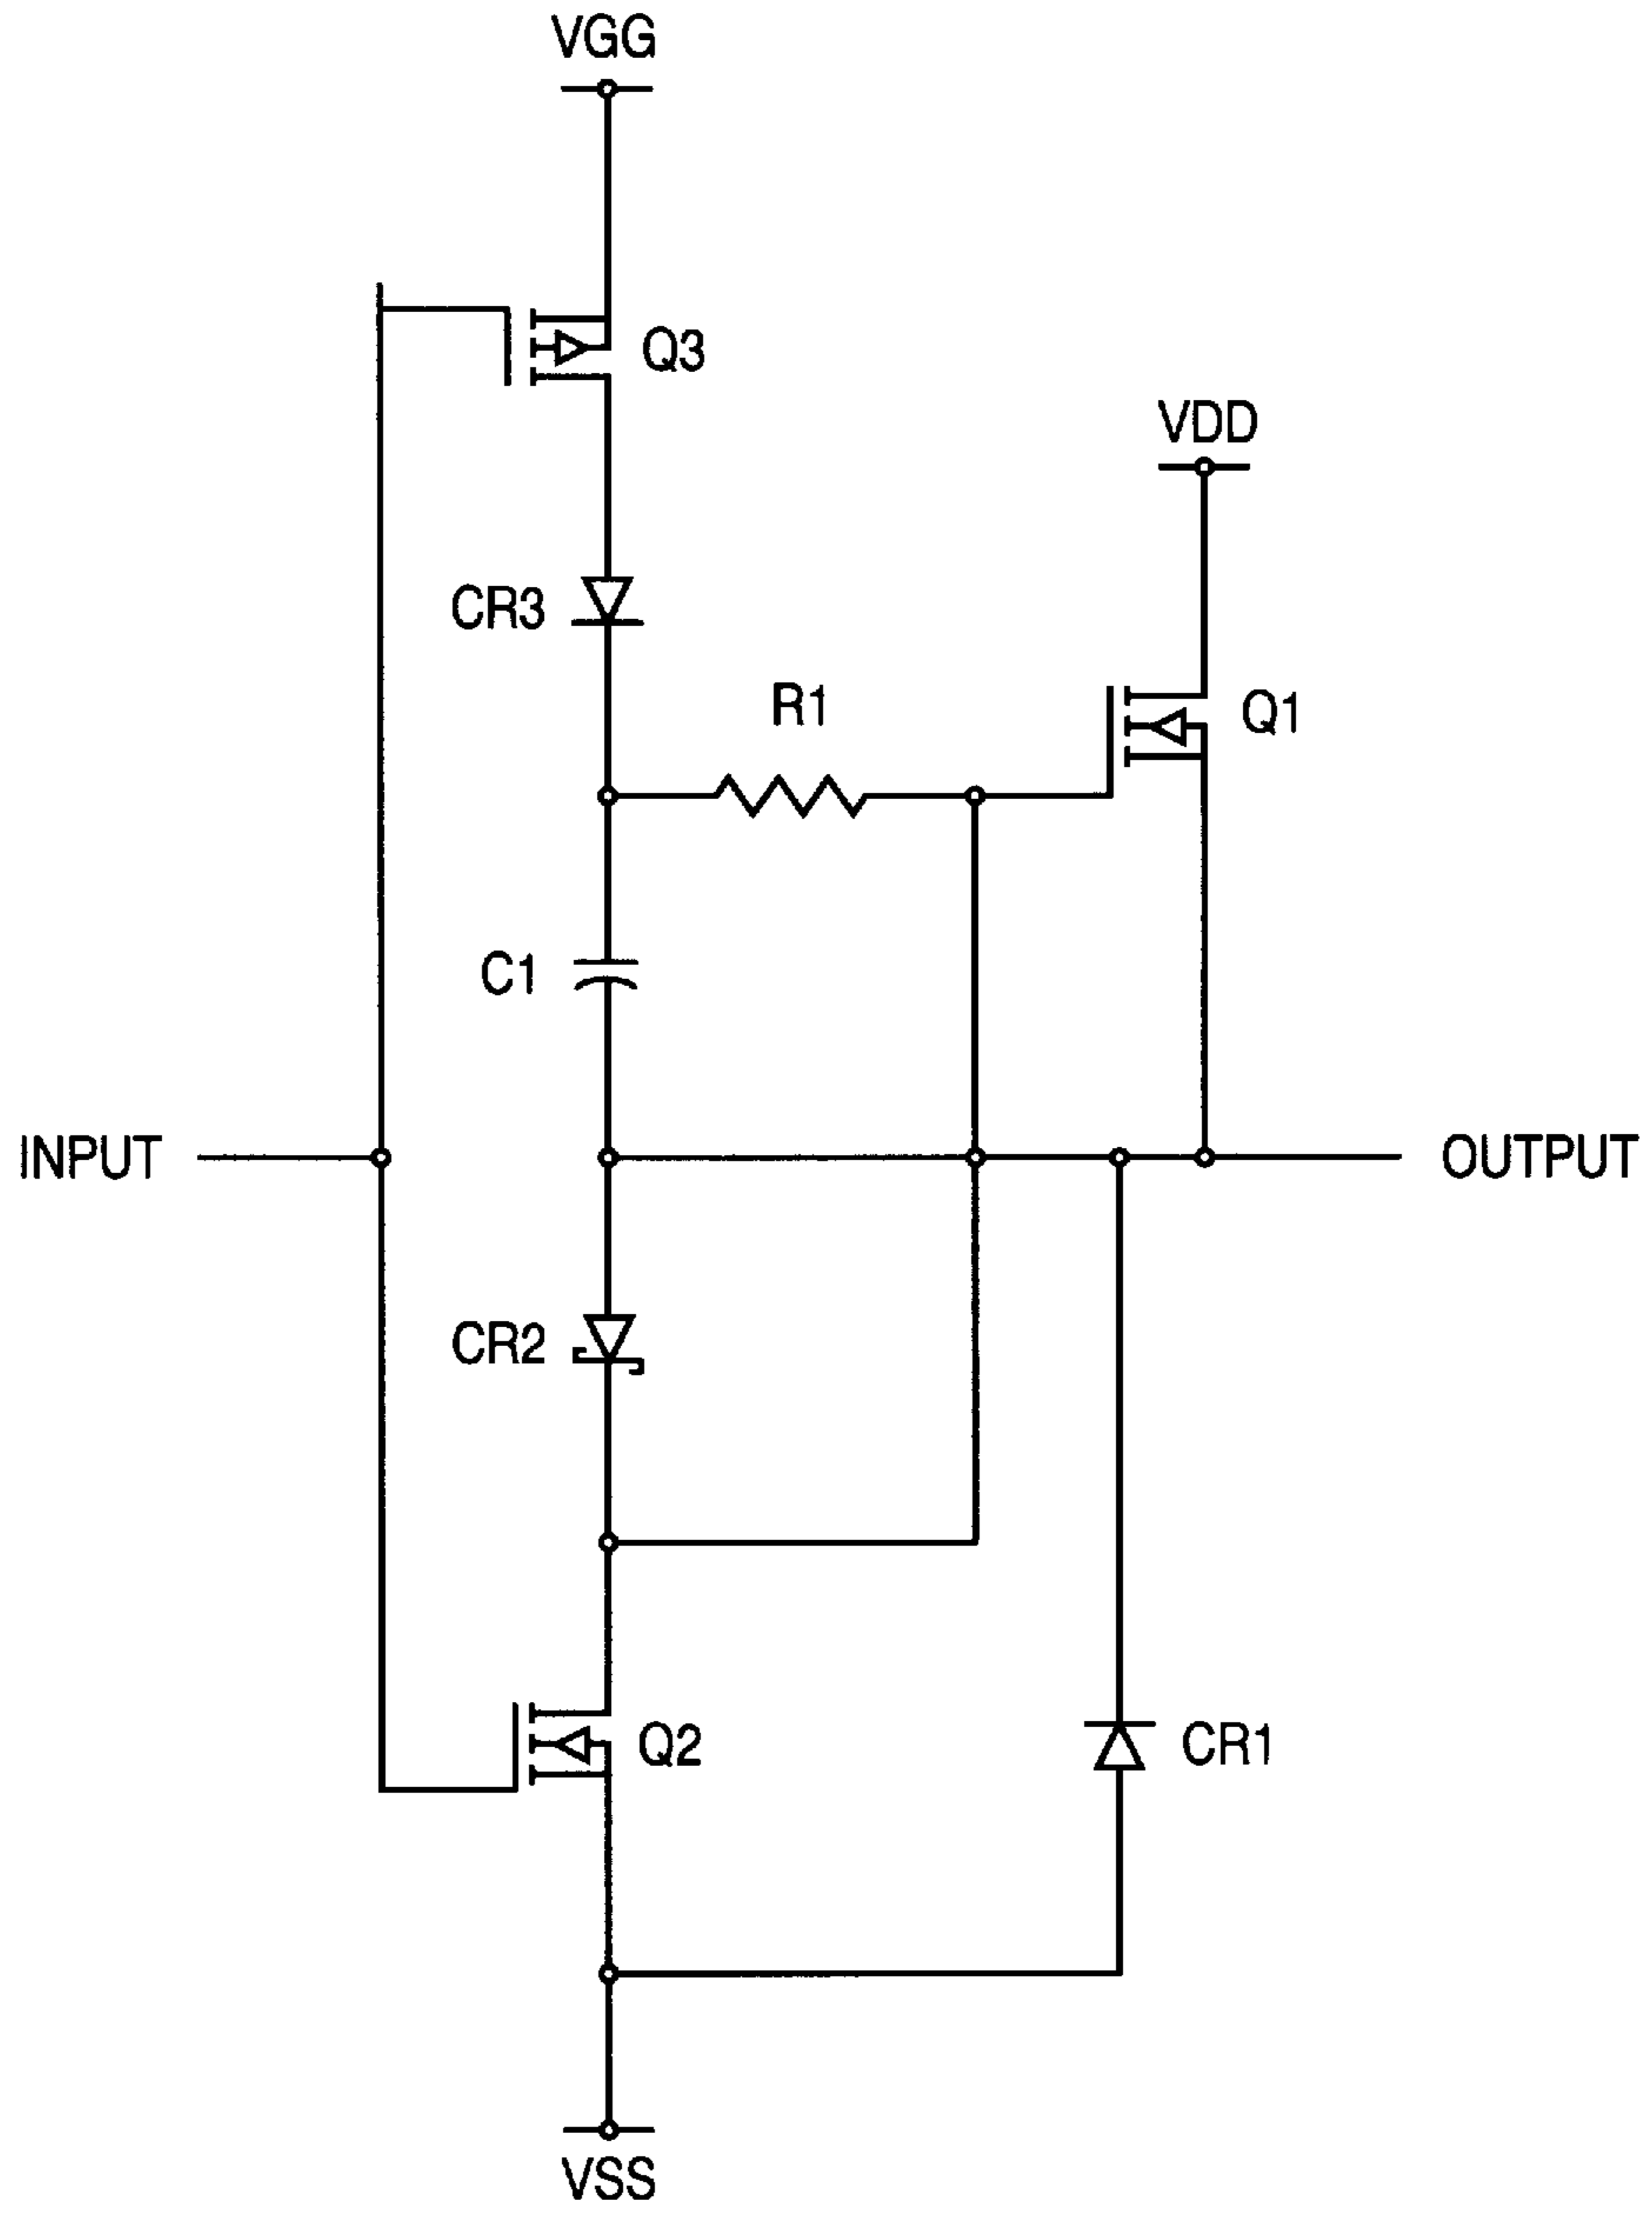 VGG
Q3
VDD
CR3
R1
Q1
C1
INPUT
OUTPUT
CR2
Q2
CR1
VSS